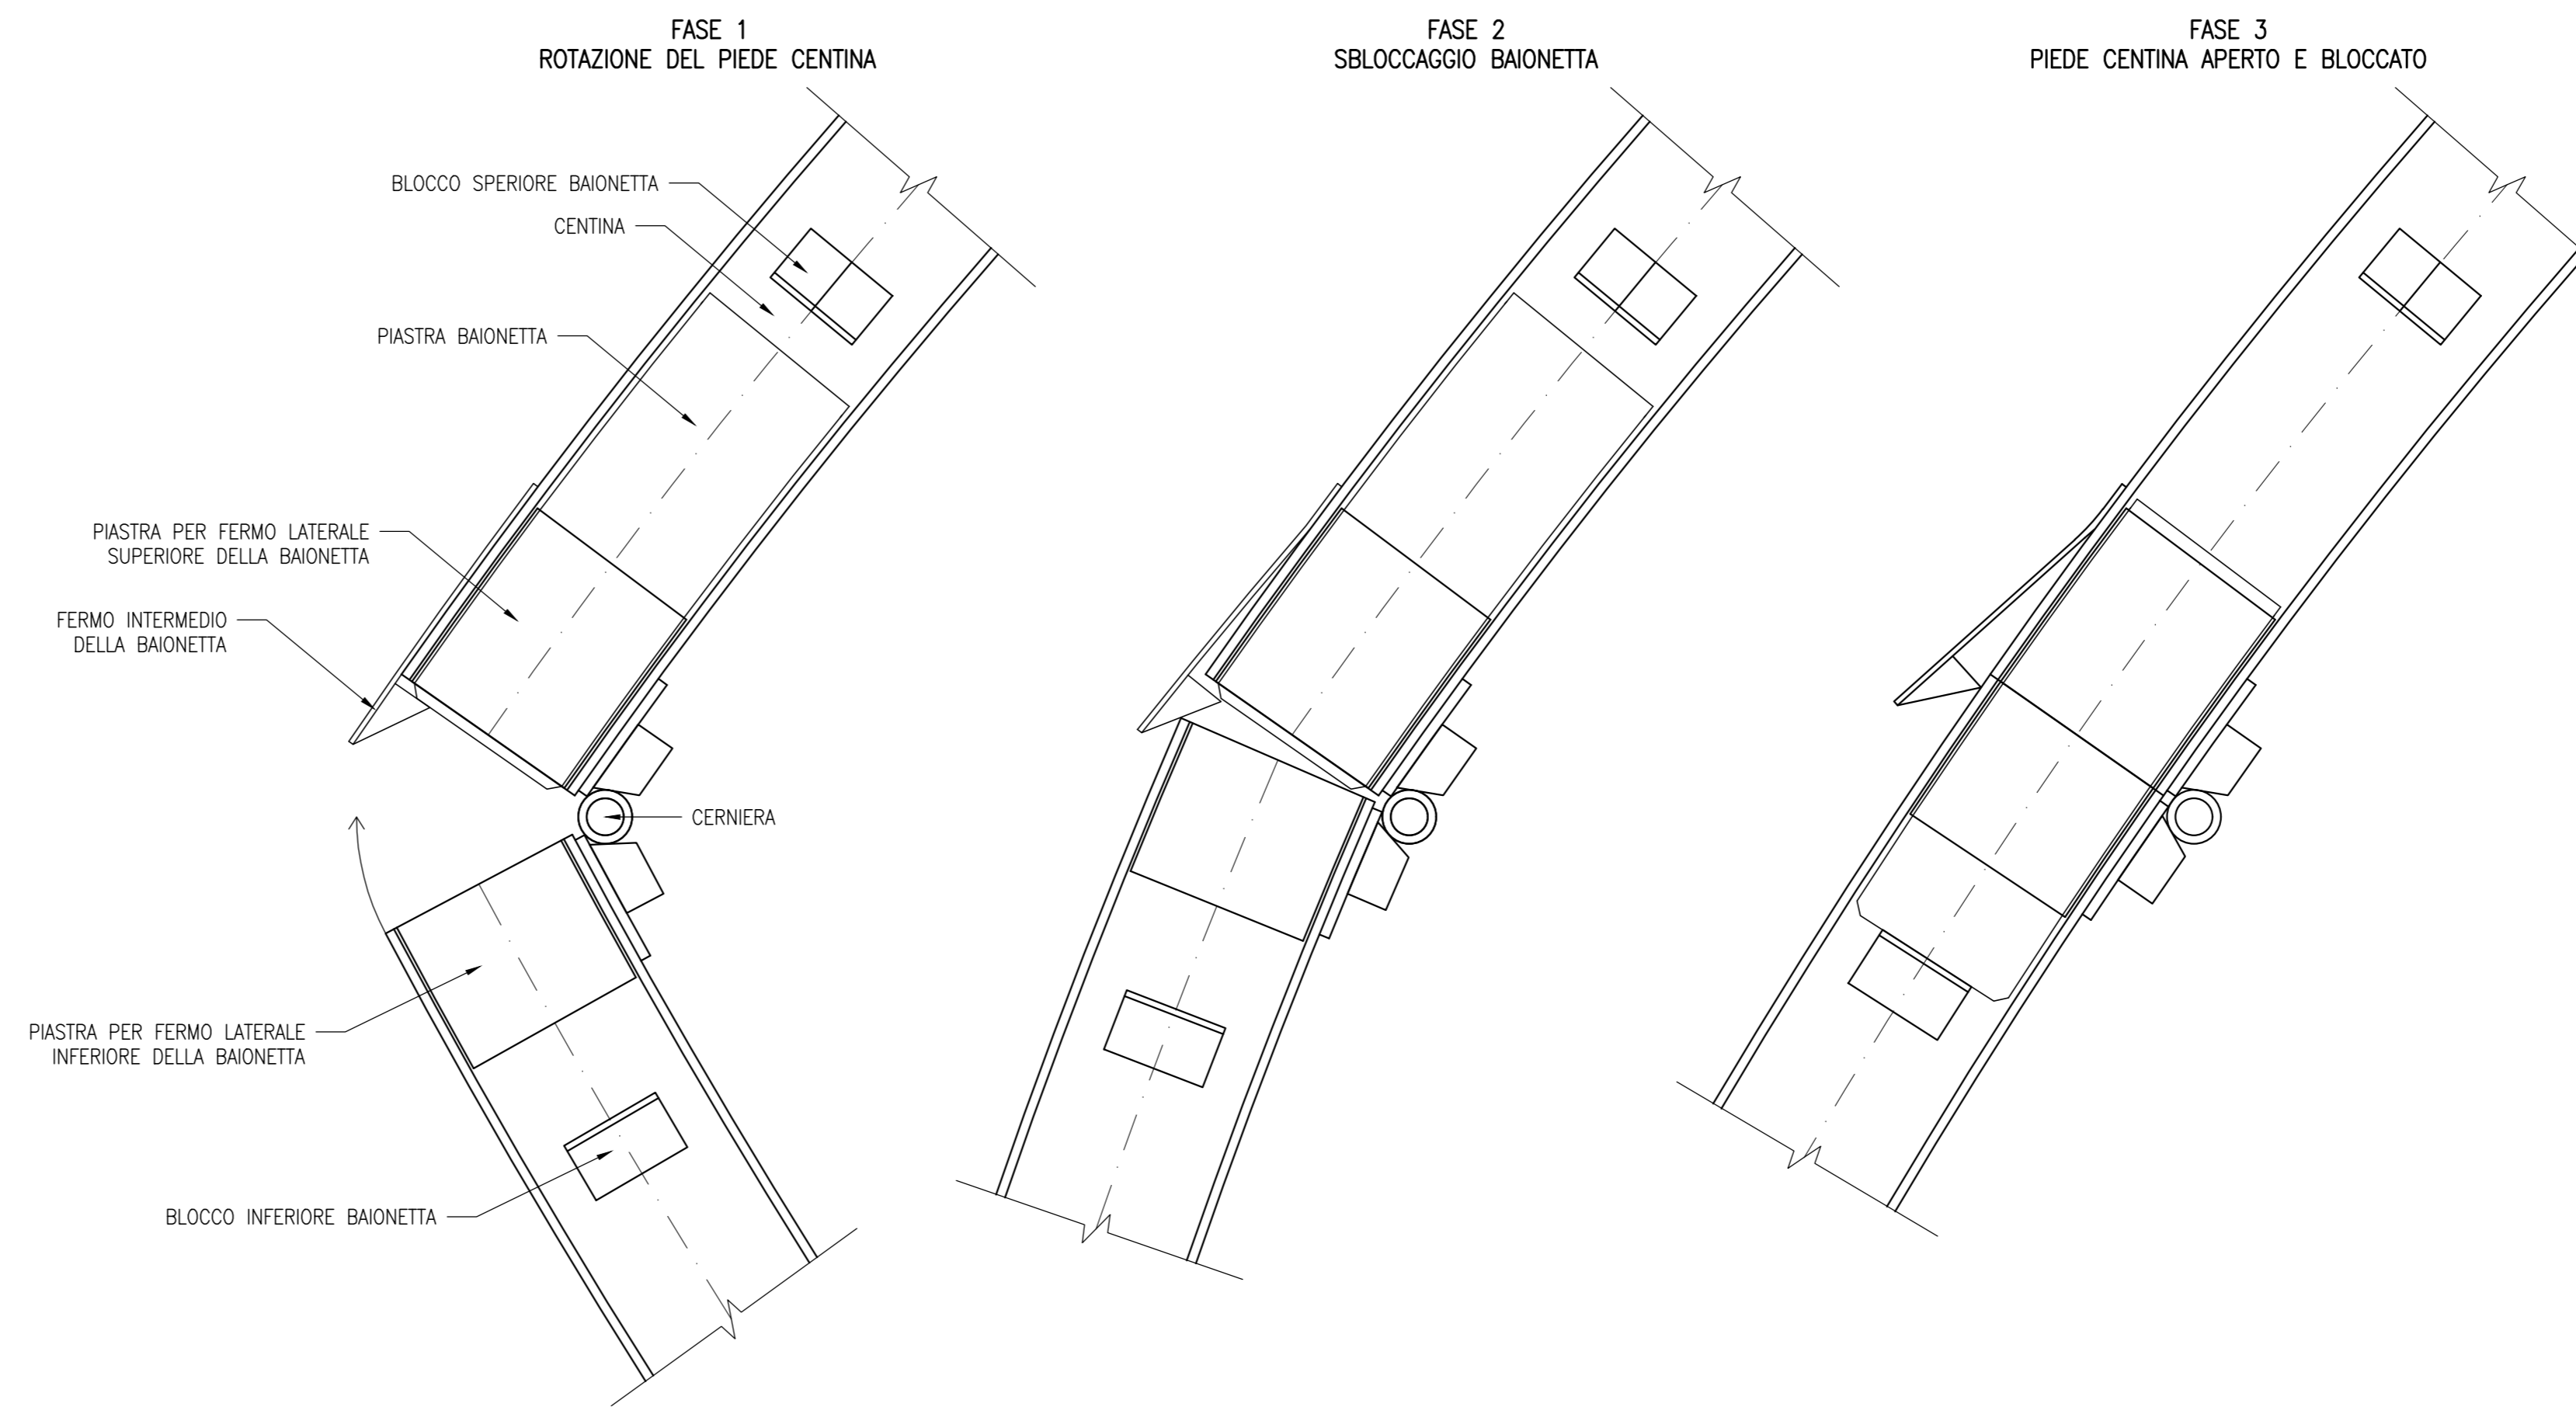 FASE 1
ROTAZIONE DEL PIEDE CENTINA
FASE 2
SBLOCCAGGIO BAIONETTA
FASE 3
PIEDE CENTINA APERTO E BLOCCATO
BLOCCO SPERIORE BAIONETTA
CENTINA
PIASTRA BAIONETTA
PIASTRA PER FERMO LATERALE
SUPERIORE DELLA BAIONETTA
FERMO INTERMEDIO
DELLA BAIONETTA
CERNIERA
PIASTRA PER FERMO LATERALE
INFERIORE DELLA BAIONETTA
BLOCCO INFERIORE BAIONETTA